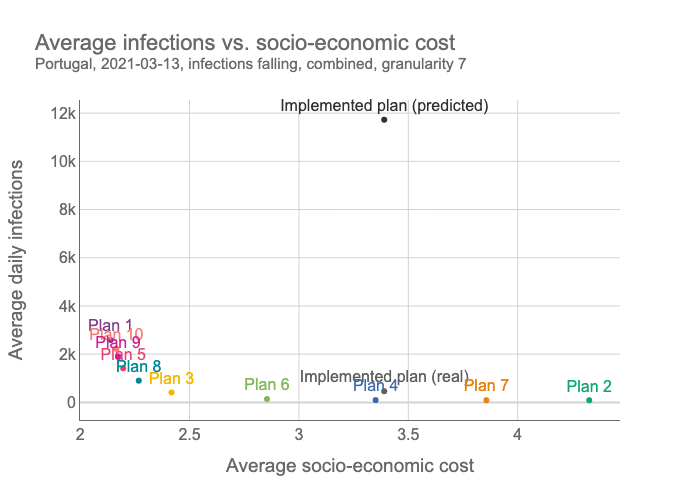 Average infections vs. socio-economic cost
Portugal, 2021-03-13, infections falling, combined, granularity 7
Average daily infections
12k
10k
8k
6k
4k
2k
0
Implemented plan (predicted)
Plan 1
Plan 10
Plan 9
Plan 5
Plan 8
Plan 3
Plan 6
Implemented plan (real)
Plan 4
Plan 7
Plan 2
2
2.5
3
3.5
4
Average socio-economic cost